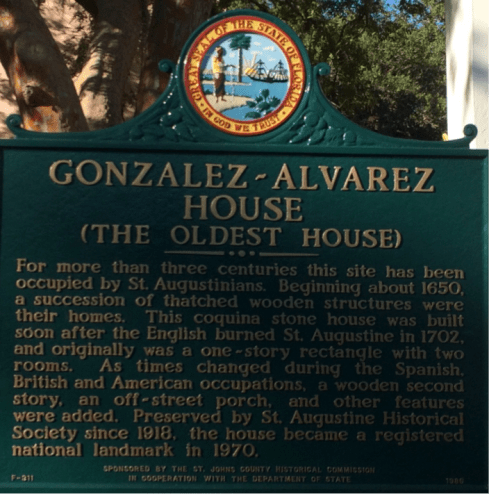 GREAT SEAL OF THE STATE OF FLORIDA
IN GOD WE TRUST
GONZALEZ~ALVAREZ
HOUSE
(THE OLDEST HOUSE)
For more than three centuries this site has been
occupied by St. Augustinians. Beginning about 1650,
a succession of thatched wooden structures were
their homes. This coquina stone house was built
soon after the English burned St. Augustine in 1702,
and originally was a one-story rectangle with two
rooms. As times changed during the Spanish,
British and American occupations, a wooden second
story, an off-street porch, and other features
were added. Preserved by St. Augustine Historical
Society since 1918, the house became a registered
national landmark in 1970.
SPONSORED BY THE ST. JOHNS COUNTY HISTORICAL COMMISSION
F-311 IN COOPERATION WITH THE DEPARTMENT OF STATE